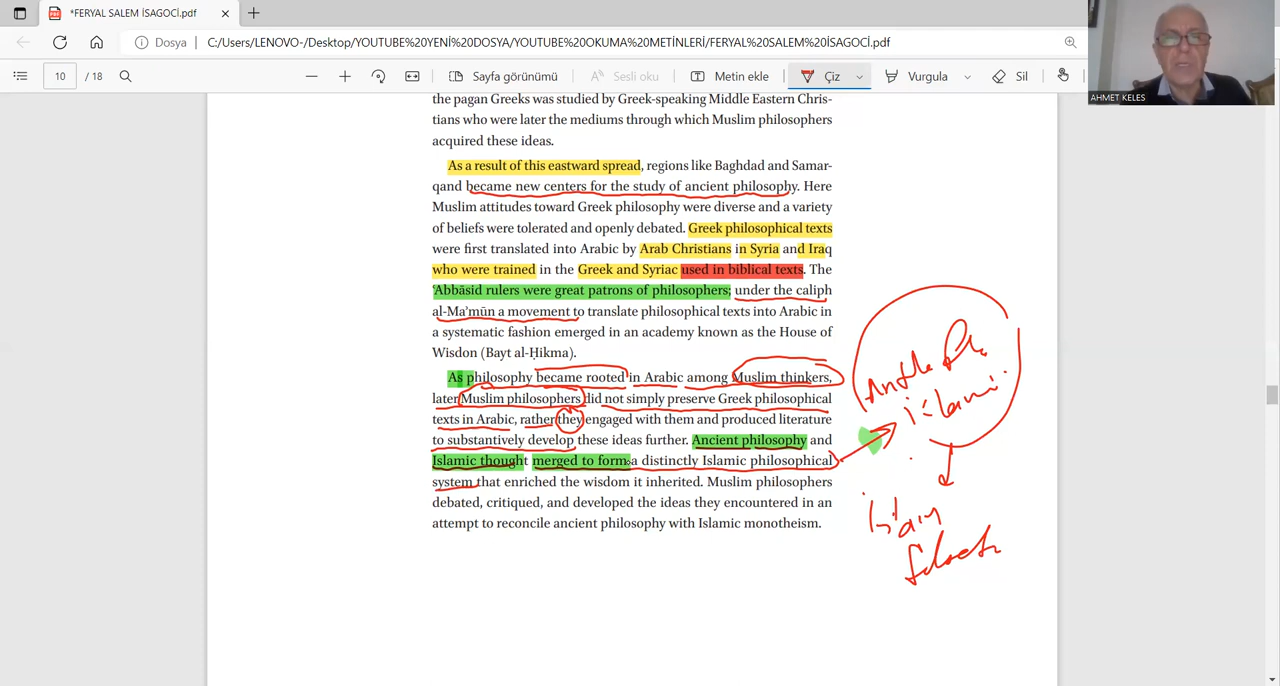 *FERYAL SALEM İSAGOCİ.pdf
Dosya
C:/Users/LENOVO-/Desktop/YOUTUBE%20YENİ%20DOSYA/YOUTUBE%20OKUMA%20METİNLERİ/FERYAL%20SALEM%20İSAGOCİ.pdf
10 / 18
Sayfa görünümü
Sesli oku
Metin ekle
Çiz
Vurgula
Sil
AHMET KELES
the pagan Greeks was studied by Greek-speaking Middle Eastern Chris-
tians who were later the mediums through which Muslim philosophers
acquired these ideas.
As a result of this eastward spread, regions like Baghdad and Samar-
qand became new centers for the study of ancient philosophy. Here
Muslim attitudes toward Greek philosophy were diverse and a variety
of beliefs were tolerated and openly debated. Greek philosophical texts
were first translated into Arabic by Arab Christians in Syria and Iraq
who were trained in the Greek and Syriac used in biblical texts. The
ʿAbbāsid rulers were great patrons of philosophers; under the caliph
al-Maʾmūn a movement to translate philosophical texts into Arabic in
a systematic fashion emerged in an academy known as the House of
Wisdom (Bayt al-Ḥikma).
As philosophy became rooted in Arabic among Muslim thinkers,
later Muslim philosophers did not simply preserve Greek philosophical
texts in Arabic, rather they engaged with them and produced literature
to substantively develop these ideas further. Ancient philosophy and
Islamic thought merged to form a distinctly Islamic philosophical
system that enriched the wisdom it inherited. Muslim philosophers
debated, critiqued, and developed the ideas they encountered in an
attempt to reconcile ancient philosophy with Islamic monotheism.